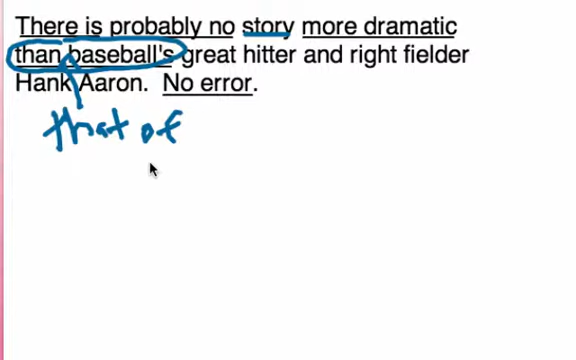 There is probably no story more dramatic
than baseball's great hitter and right fielder
Hank Aaron. No error.
that of